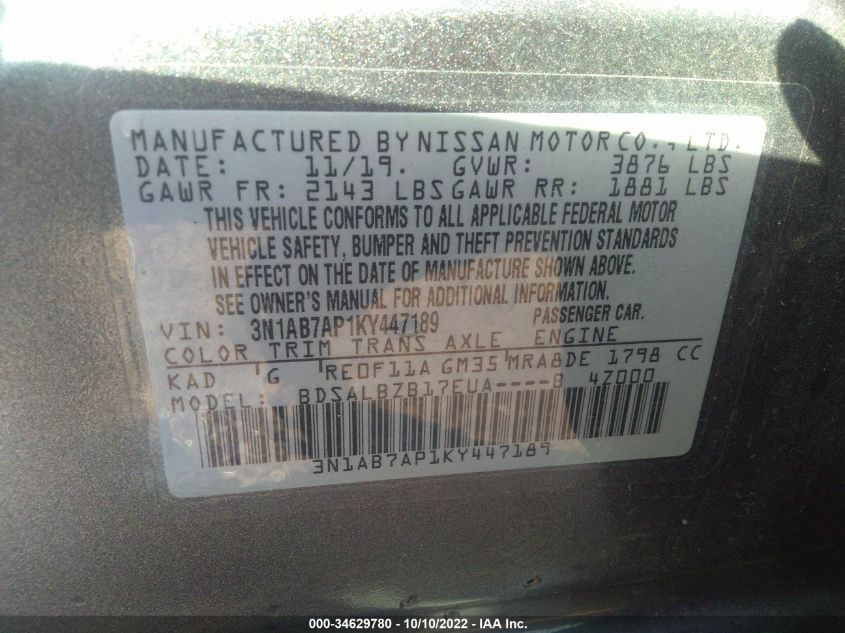 MANUFACTURED BY NISSAN MOTOR CO., LTD.
DATE: 11/19. GVWR: 3876 LBS
GAWR FR: 2143 LBS GAWR RR: 1881 LBS
THIS VEHICLE CONFORMS TO ALL APPLICABLE FEDERAL MOTOR
VEHICLE SAFETY, BUMPER AND THEFT PREVENTION STANDARDS
IN EFFECT ON THE DATE OF MANUFACTURE SHOWN ABOVE.
SEE OWNER'S MANUAL FOR ADDITIONAL INFORMATION.
VIN: 3N1AB7AP1KY447189 PASSENGER CAR.
COLOR TRIM TRANS AXLE ENGINE
KAD G RE0F11A GM35 MRA8DE 1798 CC
MODEL: BDSALBZB17EUA----B 4Z000
3N1AB7AP1KY447189
000-34629780 - 10/10/2022 - IAA Inc.